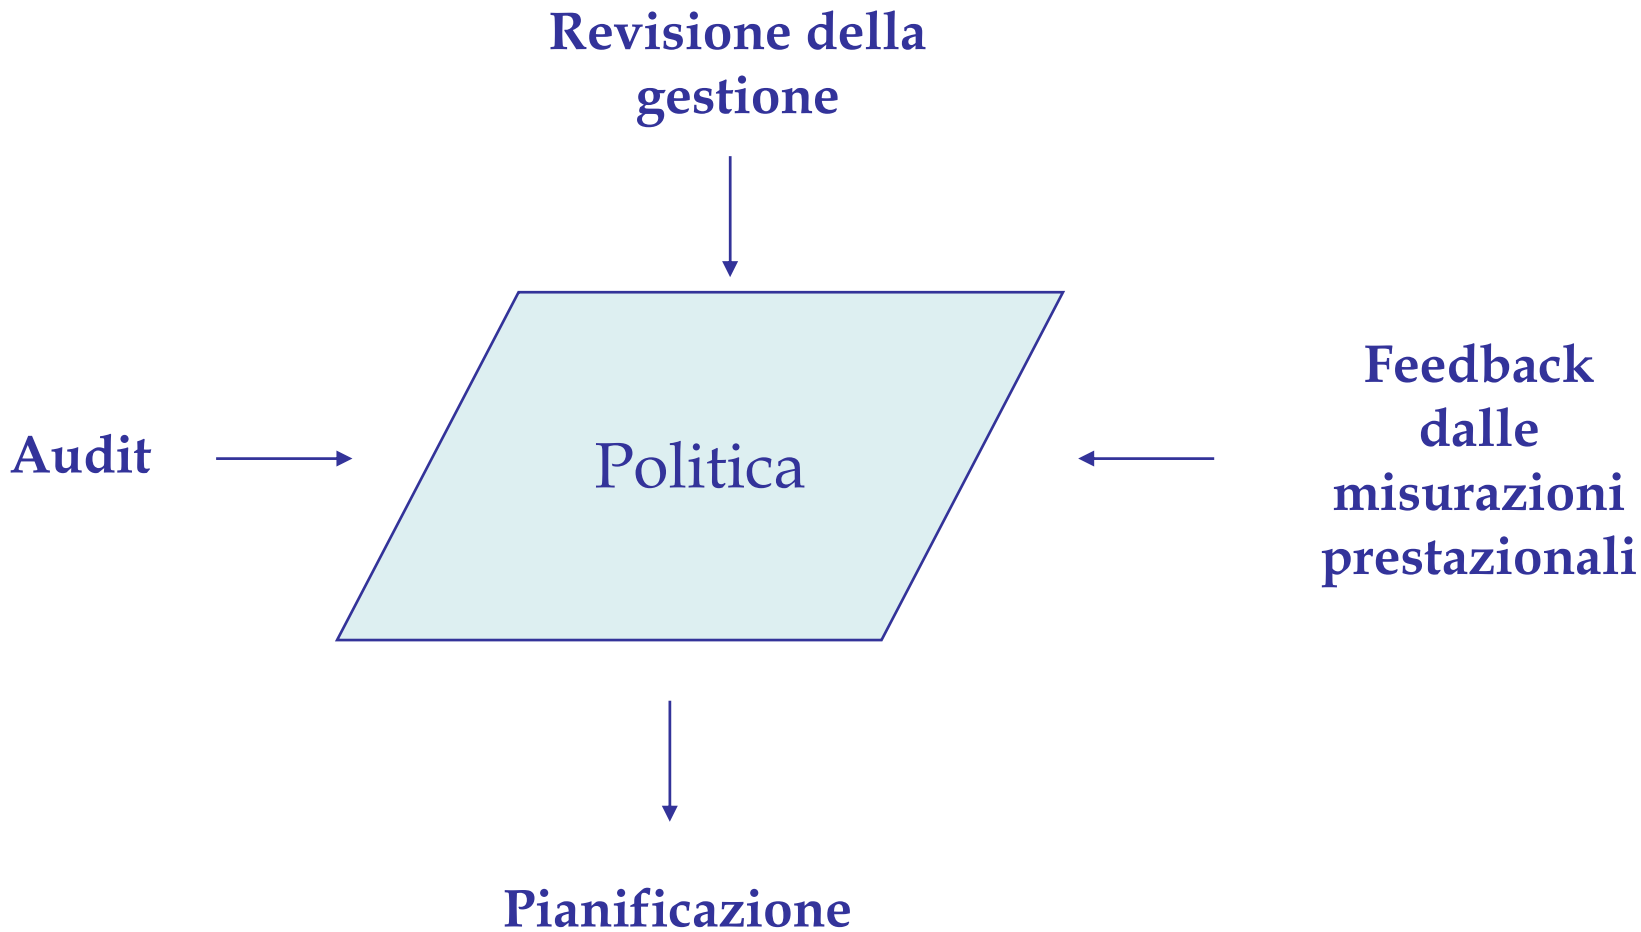 Revisione della
gestione
Audit
Politica
Feedback
dalle
misurazioni
prestazionali
Pianificazione